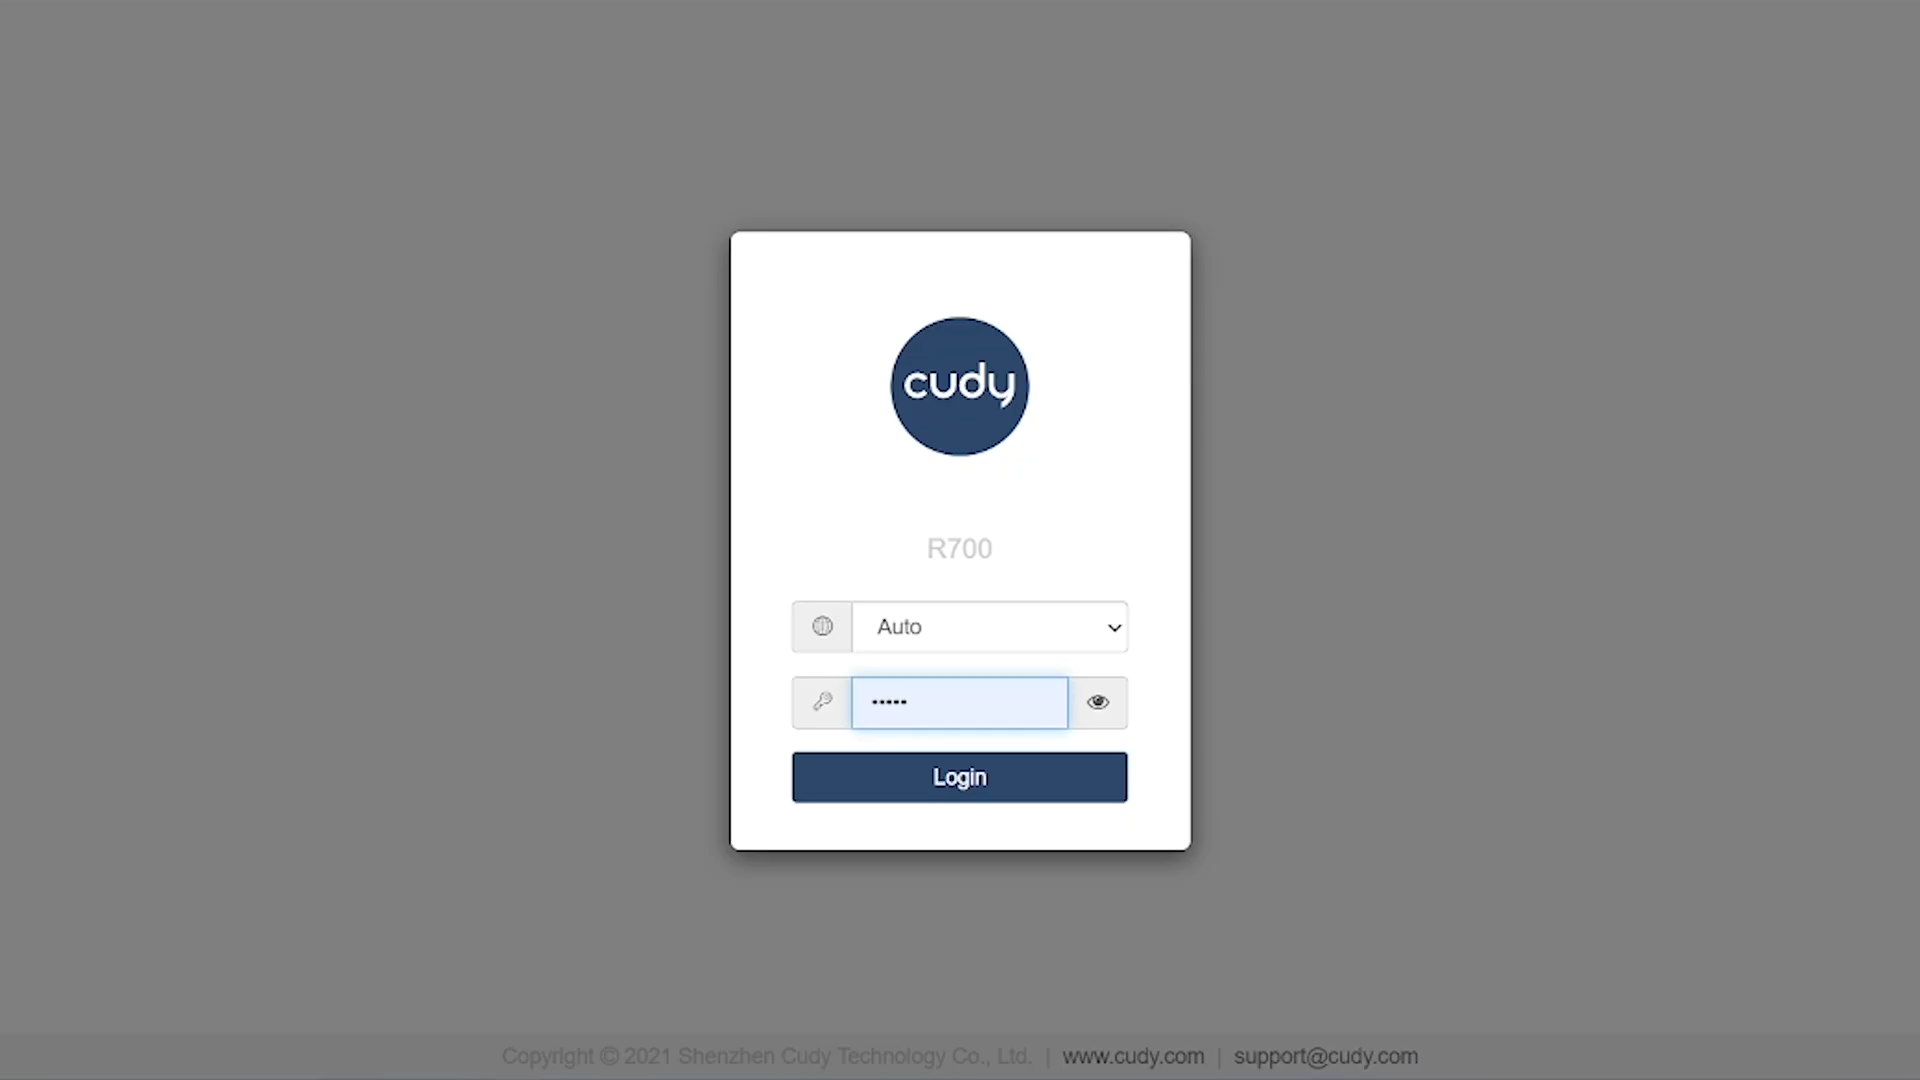 cudy
R700
Auto
•••••
Login
Copyright © 2021 Shenzhen Cudy Technology Co., Ltd. | www.cudy.com | support@cudy.com